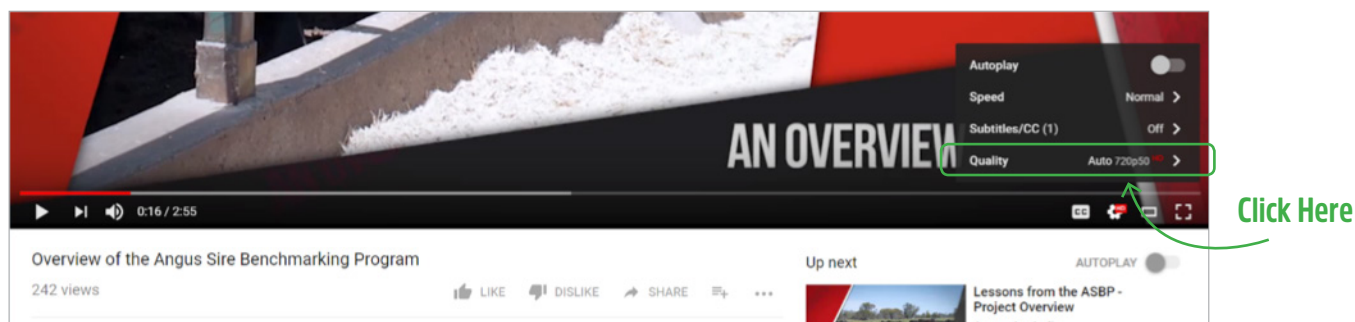 Autoplay
Speed Normal
Subtitles/CC (1) Off
AN OVERVIEW
Quality Auto 720p50 HD
0:16 / 2:55
CC
Click Here
Overview of the Angus Sire Benchmarking Program
242 views
LIKE DISLIKE SHARE
Up next AUTOPLAY
Lessons from the ASBP -
Project Overview